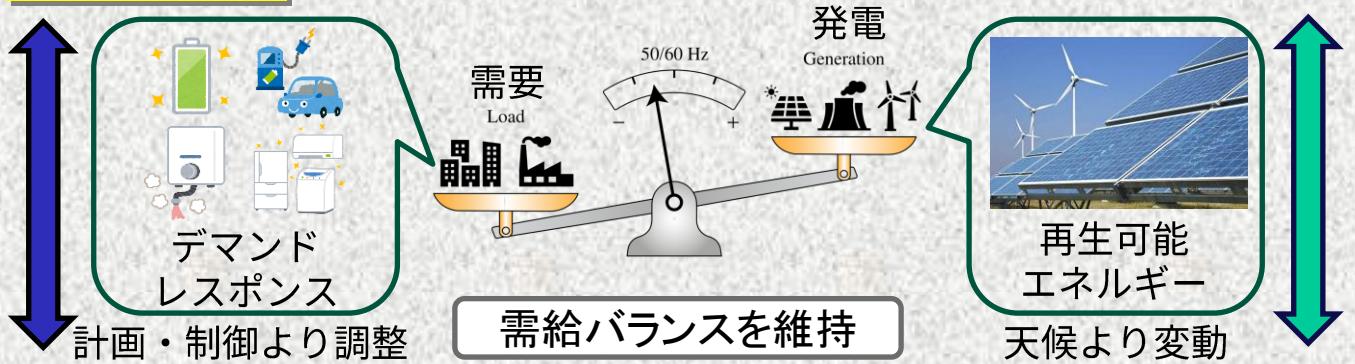 発電
Generation
50/60 Hz
需要
Load
−
+
デマンド
レスポンス
再生可能
エネルギー
需給バランスを維持
計画・制御より調整
天候より変動